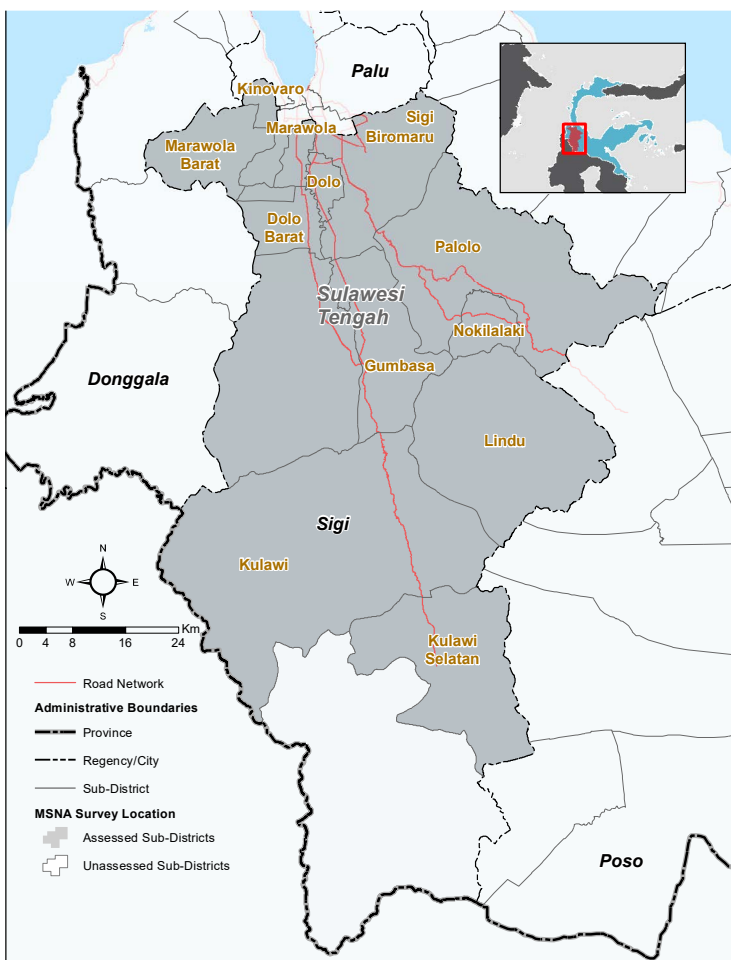 Palu
Kinovaro
Marawola
Sigi
Biromaru
Marawola
Barat
Dolo
Dolo
Barat
Palolo
Sulawesi
Tengah
Nokilalaki
Gumbasa
Donggala
Lindu
Sigi
Kulawi
N
W
E
S
Km
0 4 8 16 24
Kulawi
Selatan
Road Network
Administrative Boundaries
Province
Regency/City
Sub-District
MSNA Survey Location
Assessed Sub-Districts
Unassessed Sub-Districts
Poso